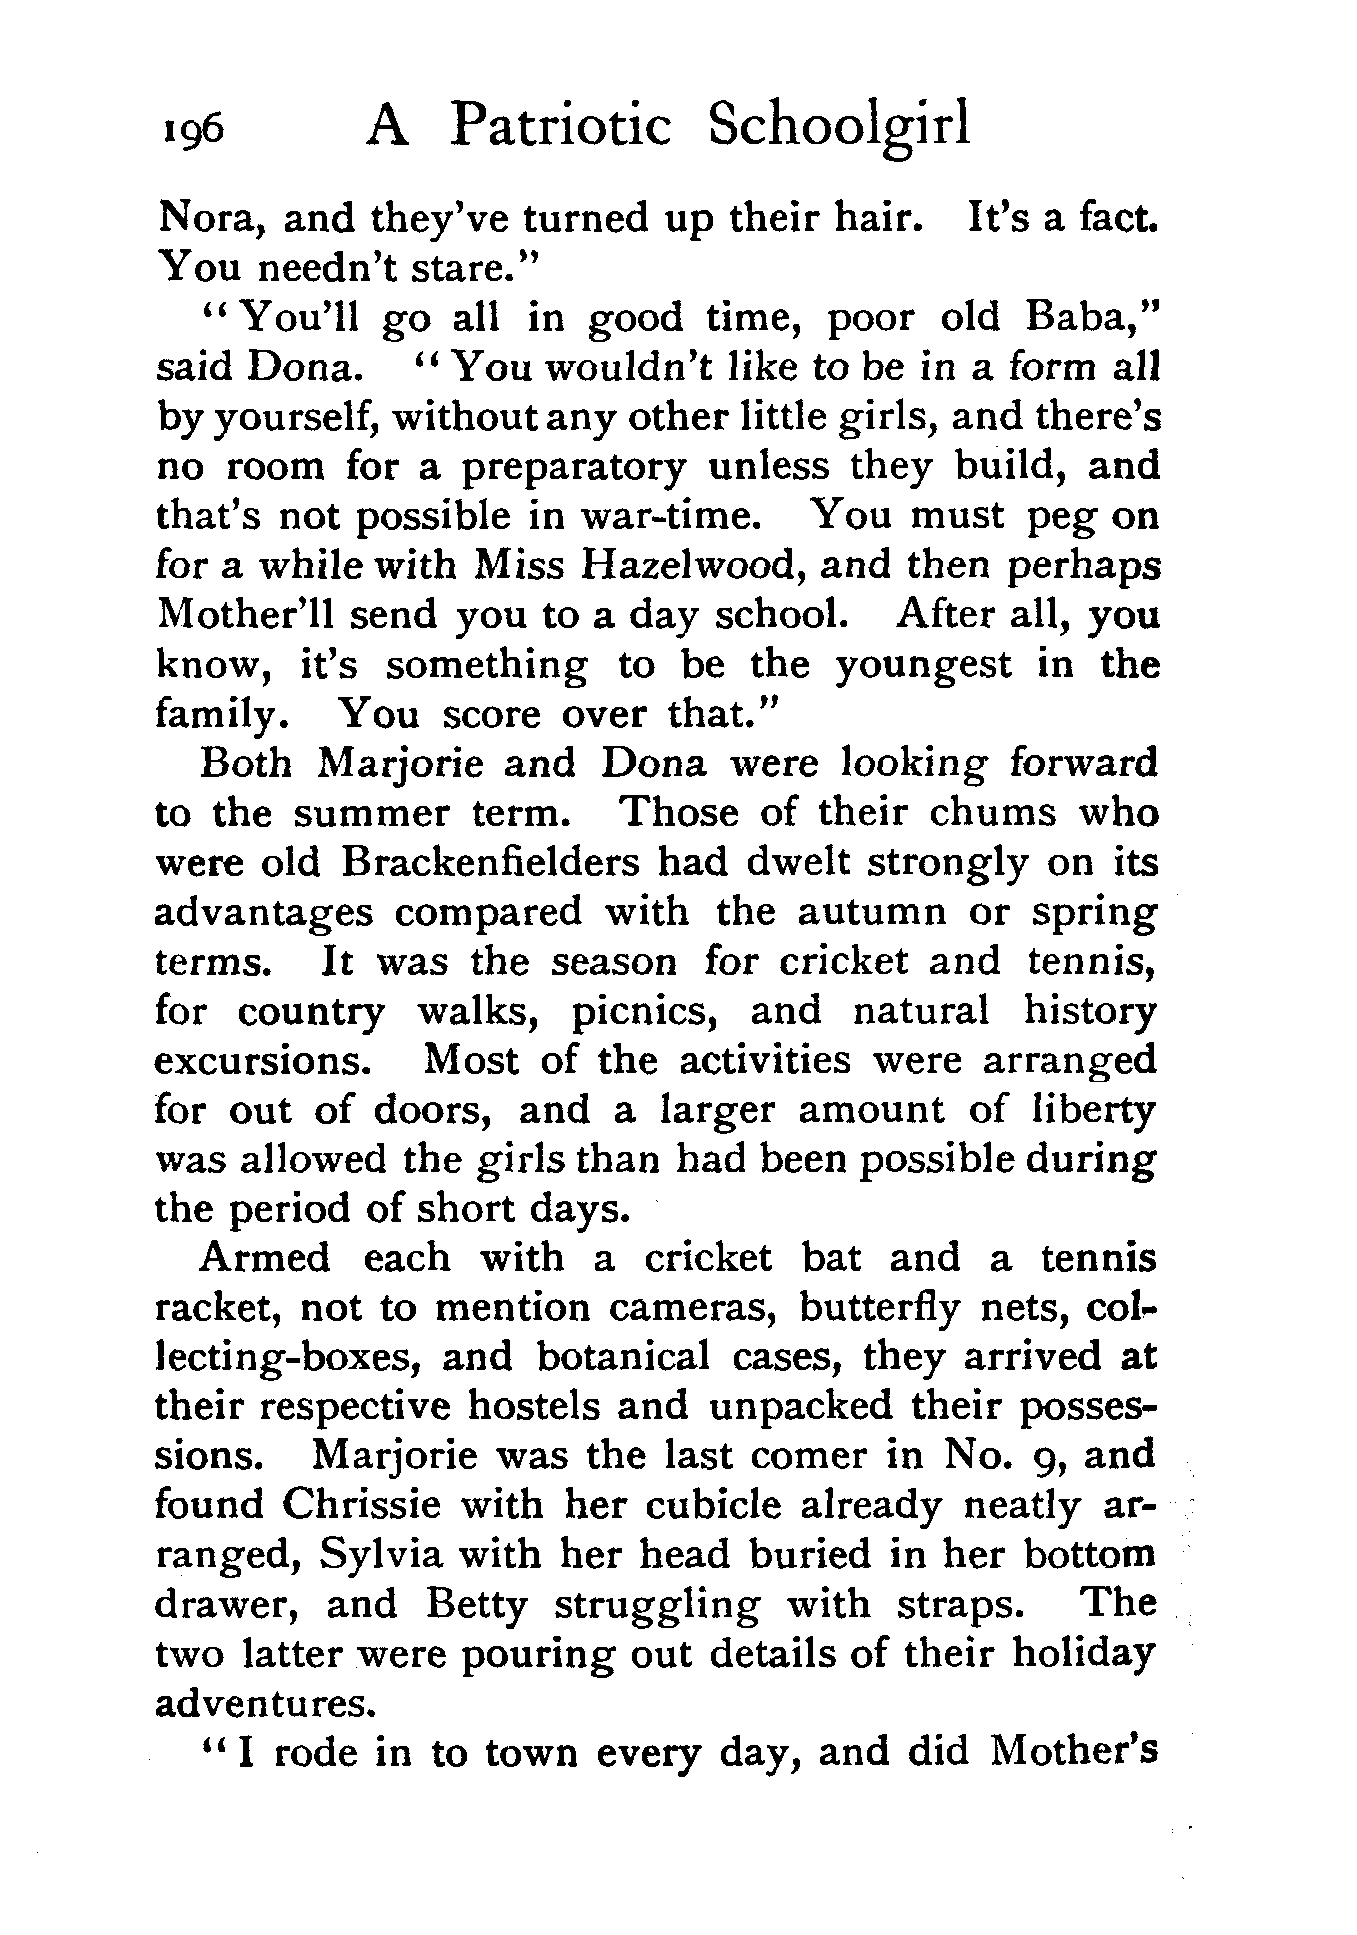 196 A Patriotic Schoolgirl
Nora, and they've turned up their hair. It's a fact.
You needn't stare."
"You'll go all in good time, poor old Baba,"
said Dona. "You wouldn't like to be in a form all
by yourself, without any other little girls, and there's
no room for a preparatory unless they build, and
that's not possible in war-time. You must peg on
for a while with Miss Hazelwood, and then perhaps
Mother'll send you to a day school. After all, you
know, it's something to be the youngest in the
family. You score over that."
Both Marjorie and Dona were looking forward
to the summer term. Those of their chums who
were old Brackenfielders had dwelt strongly on its
advantages compared with the autumn or spring
terms. It was the season for cricket and tennis,
for country walks, picnics, and natural history
excursions. Most of the activities were arranged
for out of doors, and a larger amount of liberty
was allowed the girls than had been possible during
the period of short days.
Armed each with a cricket bat and a tennis
racket, not to mention cameras, butterfly nets, col-
lecting-boxes, and botanical cases, they arrived at
their respective hostels and unpacked their posses-
sions. Marjorie was the last comer in No. 9, and
found Chrissie with her cubicle already neatly ar-
ranged, Sylvia with her head buried in her bottom
drawer, and Betty struggling with straps. The
two latter were pouring out details of their holiday
adventures.
"I rode in to town every day, and did Mother's